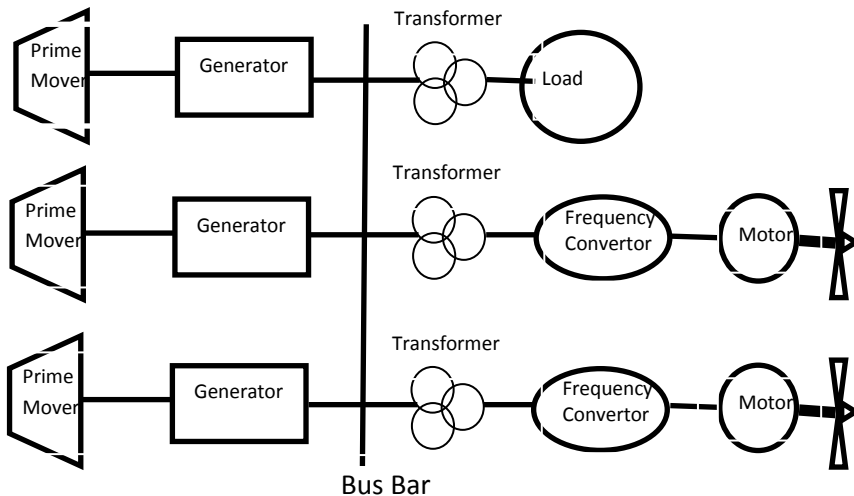 Transformer
Prime
Mover
Generator
Load
Transformer
Prime
Mover
Generator
Frequency
Convertor
Motor
Transformer
Prime
Mover
Generator
Frequency
Convertor
Motor
Bus Bar